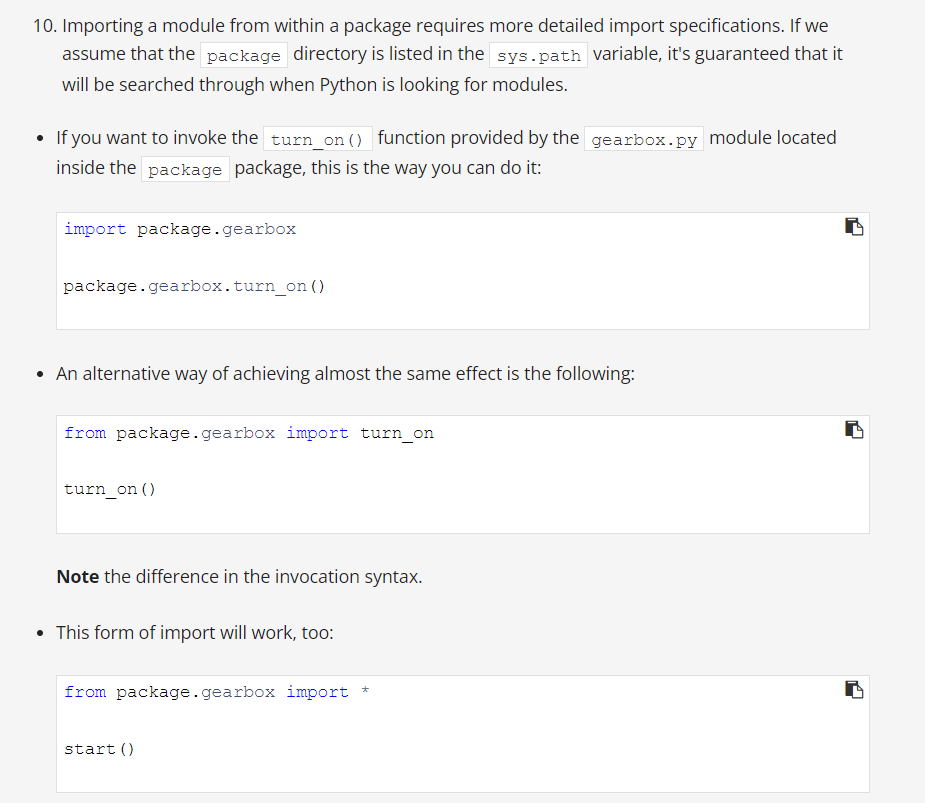 10. Importing a module from within a package requires more detailed import specifications. If we
assume that the package directory is listed in the sys.path variable, it's guaranteed that it
will be searched through when Python is looking for modules.
• If you want to invoke the turn_on() function provided by the gearbox.py module located
inside the package package, this is the way you can do it:
import package.gearbox
package.gearbox.turn_on()
• An alternative way of achieving almost the same effect is the following:
from package.gearbox import turn_on
turn_on()
Note the difference in the invocation syntax.
• This form of import will work, too:
from package.gearbox import *
start()